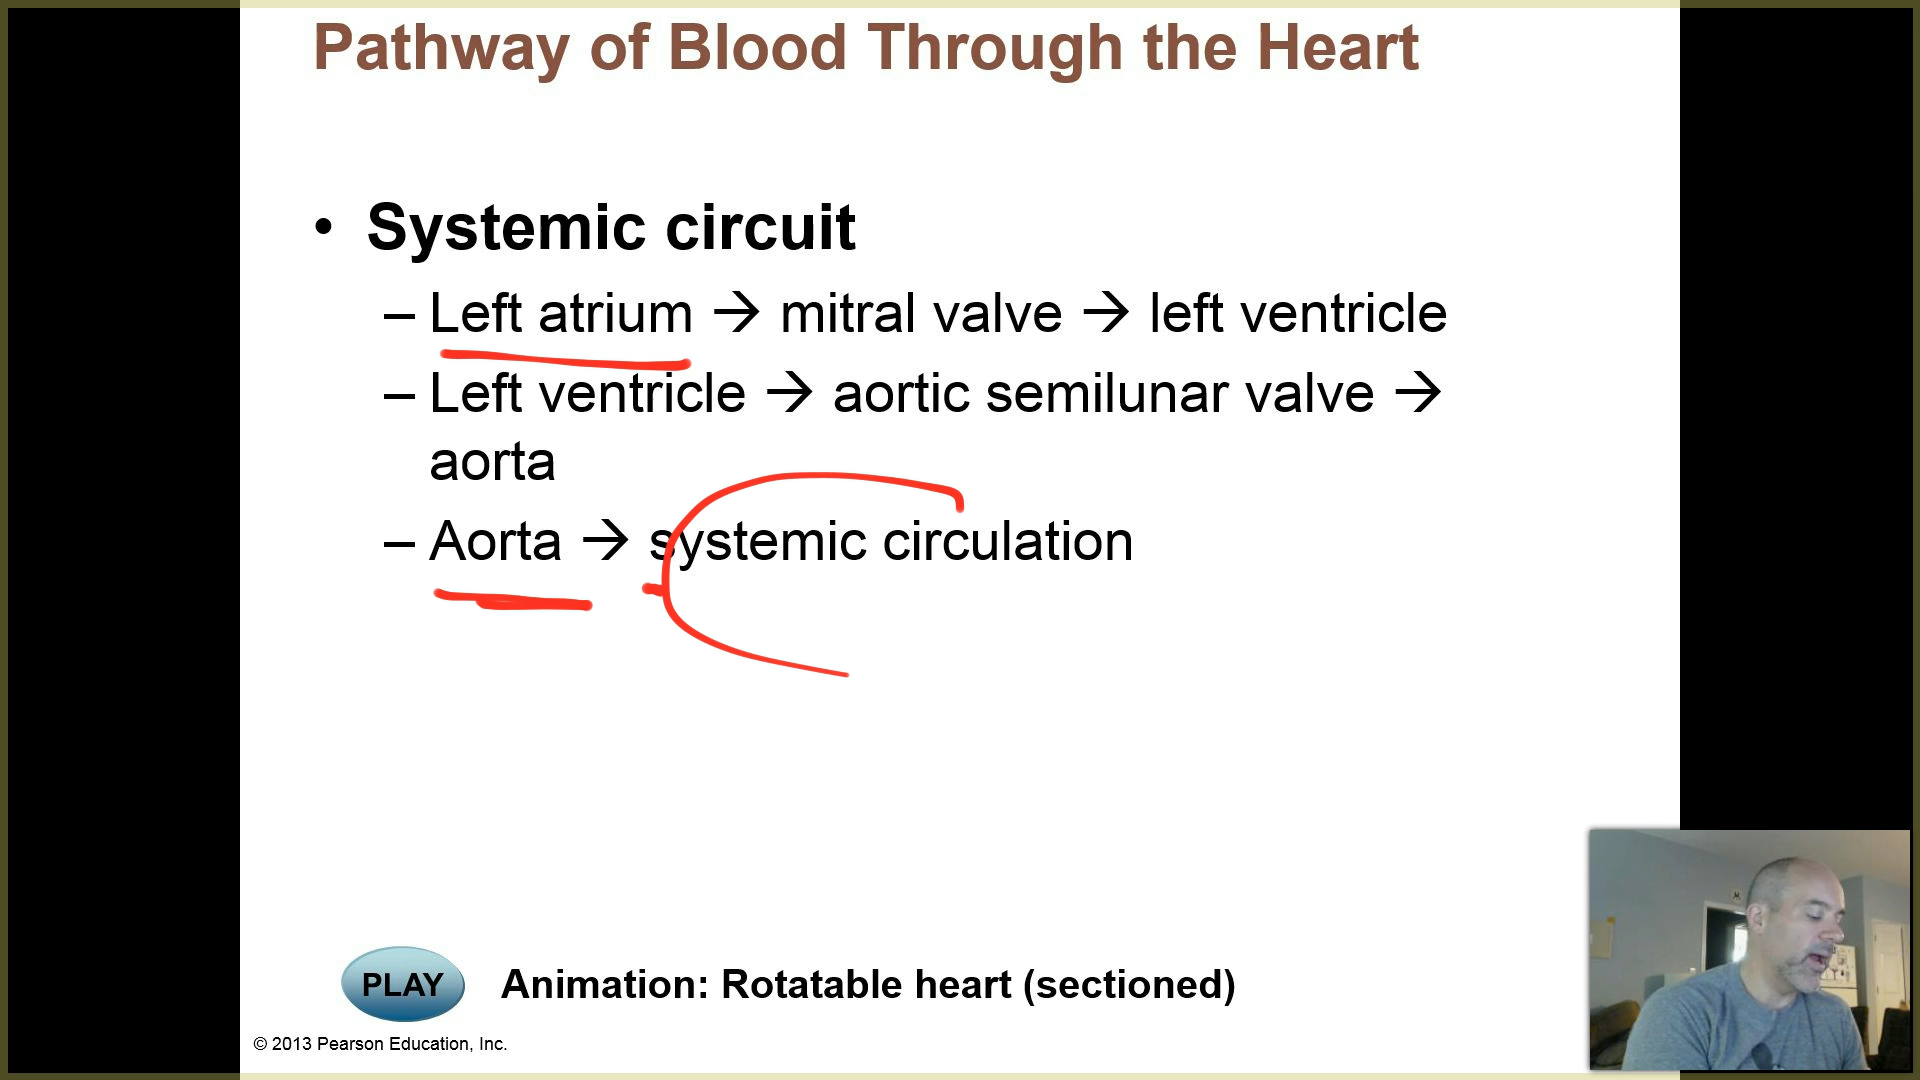 Pathway of Blood Through the Heart
• Systemic circuit
– Left atrium → mitral valve → left ventricle
– Left ventricle → aortic semilunar valve →
aorta
– Aorta → systemic circulation
PLAY Animation: Rotatable heart (sectioned)
© 2013 Pearson Education, Inc.